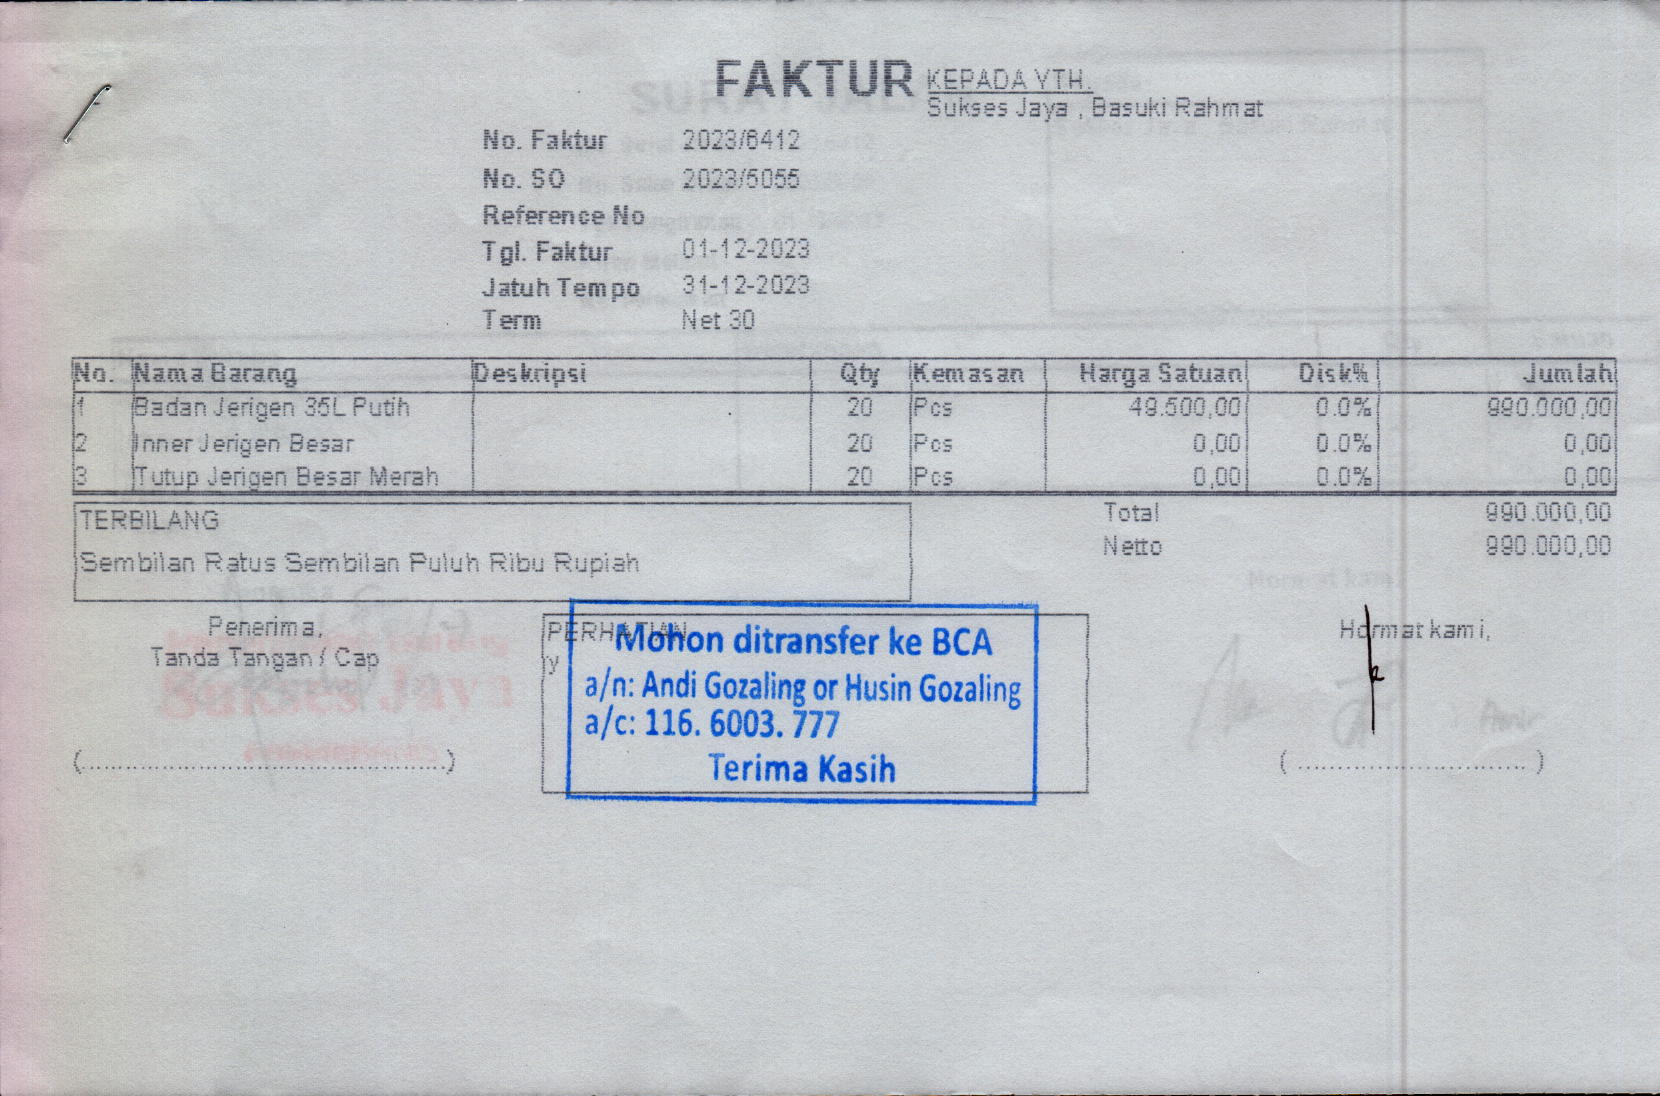 FAKTUR
KEPADA YTH.
Sukses Jaya , Basuki Rahmat
No. Faktur 2023/6412
No. SO 2023/5055
Reference No
Tgl. Faktur 01-12-2023
Jatuh Tempo 31-12-2023
Term Net 30
No. Nama Barang Deskripsi Qty Kemasan Harga Satuan Disk% Jumlah
1 Badan Jerigen 35L Putih 20 Pcs 49.500,00 0.0% 990.000,00
2 Inner Jerigen Besar 20 Pcs 0,00 0.0% 0,00
3 Tutup Jerigen Besar Merah 20 Pcs 0,00 0.0% 0,00
Total 990.000,00
Netto 990.000,00
TERBILANG
Sembilan Ratus Sembilan Puluh Ribu Rupiah
Penerima,
Tanda Tangan / Cap
(............................................)
PERHATIAN
y
Mohon ditransfer ke BCA
a/n: Andi Gozaling or Husin Gozaling
a/c: 116. 6003. 777
Terima Kasih
Hormat kami,
( ............................ )
Sukses Jaya